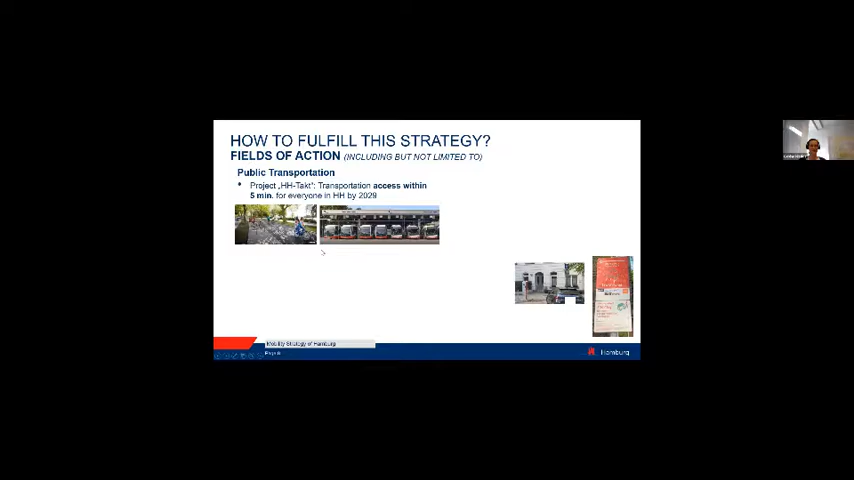 HOW TO FULFILL THIS STRATEGY?
FIELDS OF ACTION (INCLUDING BUT NOT LIMITED TO)
Public Transportation
• Project „HH-Takt": Transportation access within
5 min. for everyone in HH by 2029
Mobility Strategy of Hamburg
Hamburg